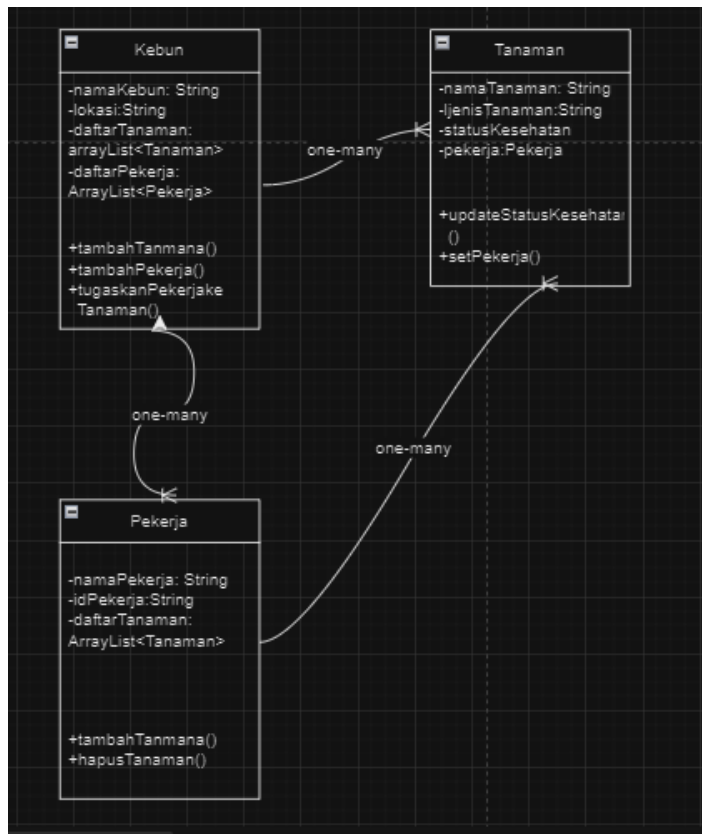 Kebun
-namaKebun: String
-lokasi:String
-daftarTanaman:
arrayList<Tanaman>
-daftarPekerja:
ArrayList<Pekerja>
+tambahTanmana()
+tambahPekerja()
+tugaskanPekerjake
Tanaman()
one-many
Tanaman
-namaTanaman: String
-ljenisTanaman:String
-statusKesehatan
-pekerja:Pekerja
+updateStatusKesehatan
()
+setPekerja()
one-many
one-many
Pekerja
-namaPekerja: String
-idPekerja:String
-daftarTanaman:
ArrayList<Tanaman>
+tambahTanmana()
+hapusTanaman()